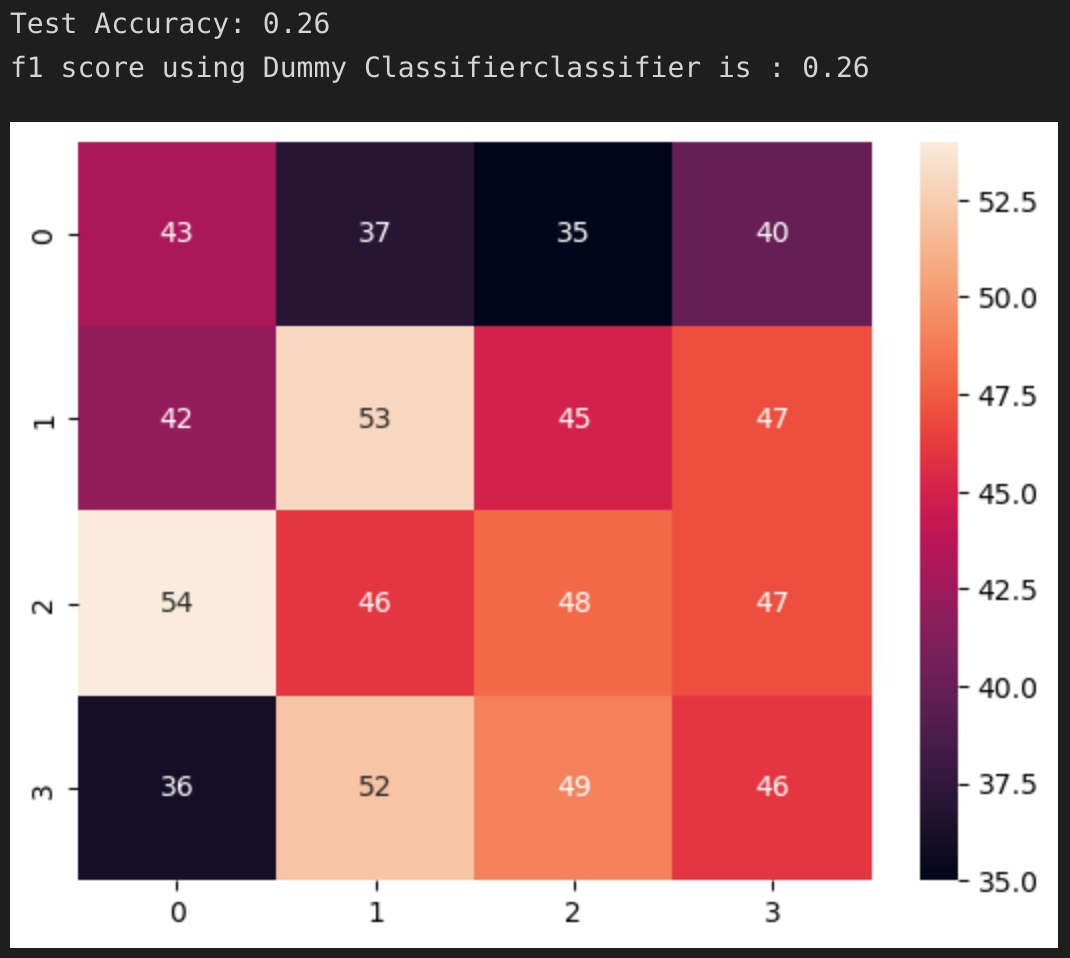 Test Accuracy: 0.26
f1 score using Dummy Classifierclassifier is : 0.26
52.5
0 43 37 35 40
50.0
47.5
1 42 53 45 47
45.0
42.5
2 54 46 48 47
40.0
37.5
3 36 52 49 46
35.0
0 1 2 3